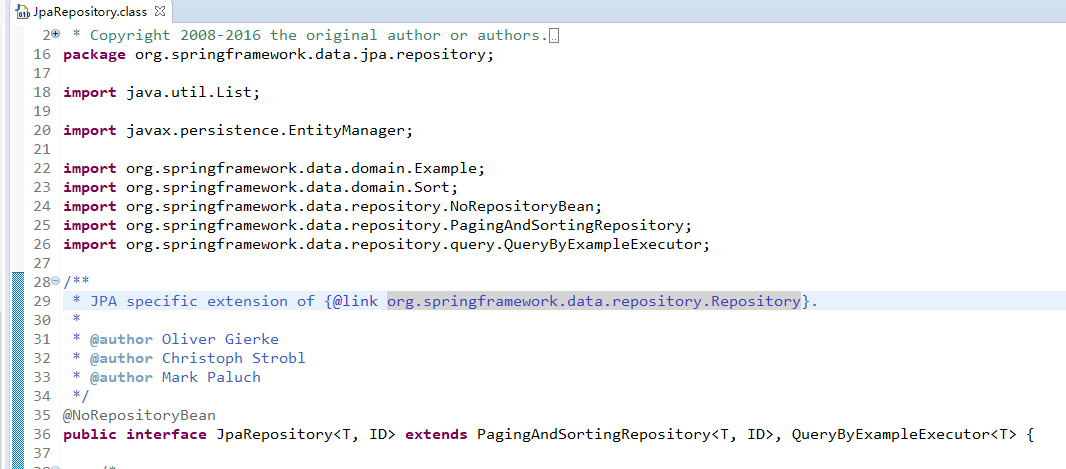 JpaRepository.class
2 * Copyright 2008-2016 the original author or authors.
16 package org.springframework.data.jpa.repository;
17
18 import java.util.List;
19
20 import javax.persistence.EntityManager;
21
22 import org.springframework.data.domain.Example;
23 import org.springframework.data.domain.Sort;
24 import org.springframework.data.repository.NoRepositoryBean;
25 import org.springframework.data.repository.PagingAndSortingRepository;
26 import org.springframework.data.repository.query.QueryByExampleExecutor;
27
28 /**
29 * JPA specific extension of {@link org.springframework.data.repository.Repository}.
30 *
31 * @author Oliver Gierke
32 * @author Christoph Strobl
33 * @author Mark Paluch
34 */
35 @NoRepositoryBean
36 public interface JpaRepository<T, ID> extends PagingAndSortingRepository<T, ID>, QueryByExampleExecutor<T> {
37